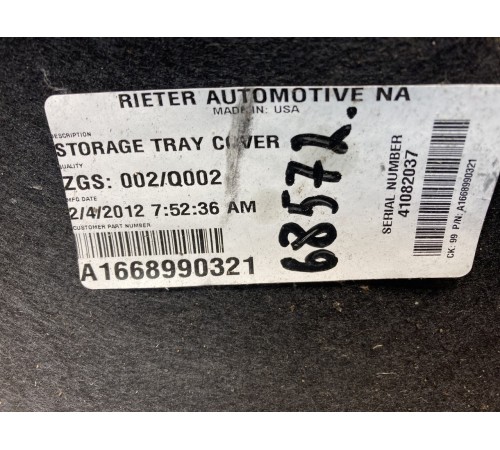 RIETER AUTOMOTIVE NA
MADE IN: USA
DESCRIPTION
STORAGE TRAY COVER
QUALITY
ZGS: 002/Q002
MFG DATE
2/4/2012 7:52:36 AM
CUSTOMER PART NUMBER
A1668990321
68572.
SERIAL NUMBER
41082037
CK: 99 P/N: A1668990321